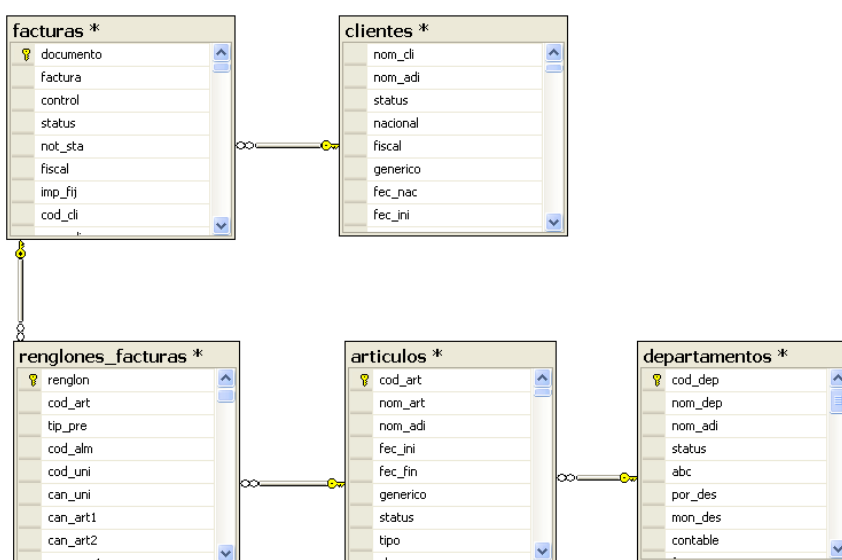 facturas *
documento
factura
control
status
not_sta
fiscal
imp_fij
cod_cli
clientes *
nom_cli
nom_adi
status
nacional
fiscal
generico
fec_nac
fec_ini
renglones_facturas *
renglon
cod_art
tip_pre
cod_alm
cod_uni
can_uni
can_art1
can_art2
articulos *
cod_art
nom_art
nom_adi
fec_ini
fec_fin
generico
status
tipo
departamentos *
cod_dep
nom_dep
nom_adi
status
abc
por_des
mon_des
contable